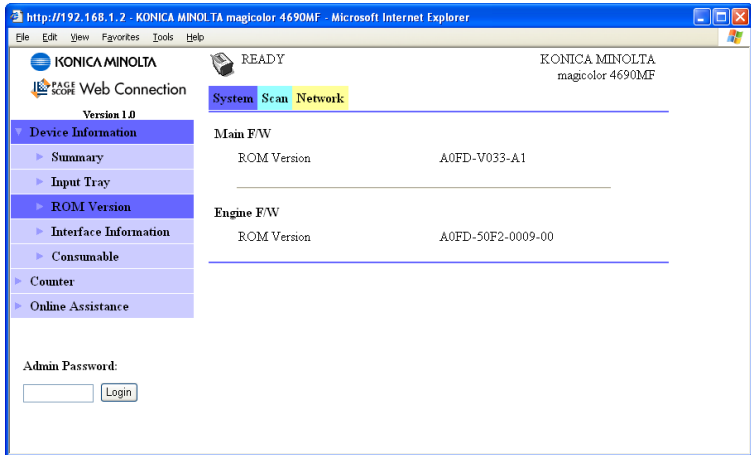 http://192.168.1.2 - KONICA MINOLTA magicolor 4690MF - Microsoft Internet Explorer
File Edit View Favorites Tools Help
KONICA MINOLTA
PAGE SCOPE Web Connection
Version 1.0
READY
KONICA MINOLTA
magicolor 4690MF
System Scan Network
Device Information
Summary
Input Tray
ROM Version
Interface Information
Consumable
Counter
Online Assistance
Admin Password:
Login
Main F/W
ROM Version A0FD-V033-A1
Engine F/W
ROM Version A0FD-50F2-0009-00